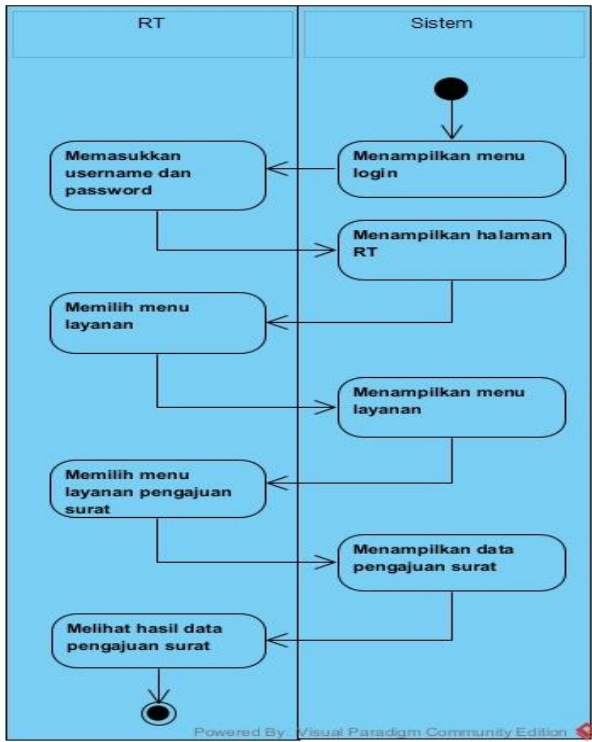 RT
Sistem
Menampilkan menu
login
Memasukkan
username dan
password
Menampilkan halaman
RT
Memilih menu
layanan
Menampilkan menu
layanan
Memilih menu
layanan pengajuan
surat
Menampilkan data
pengajuan surat
Melihat hasil data
pengajuan surat
Powered By Visual Paradigm Community Edition